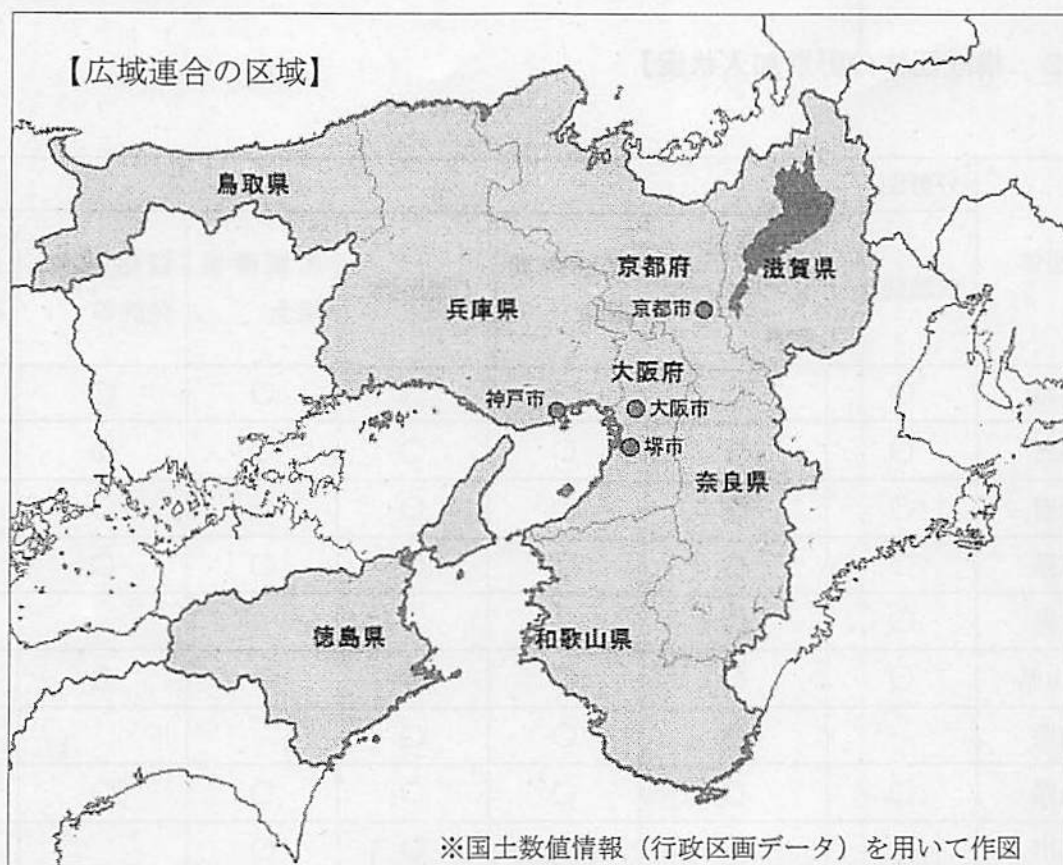 【広域連合の区域】
鳥取県
京都府
滋賀県
兵庫県
京都市
大阪府
神戸市
大阪市
堺市
奈良県
徳島県
和歌山県
※国土数値情報（行政区画データ）を用いて作図